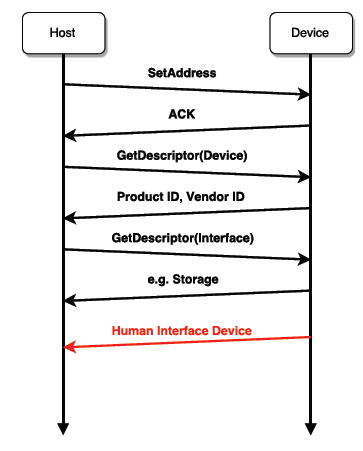 Host
Device
SetAddress
ACK
GetDescriptor(Device)
Product ID, Vendor ID
GetDescriptor(Interface)
e.g. Storage
Human Interface Device